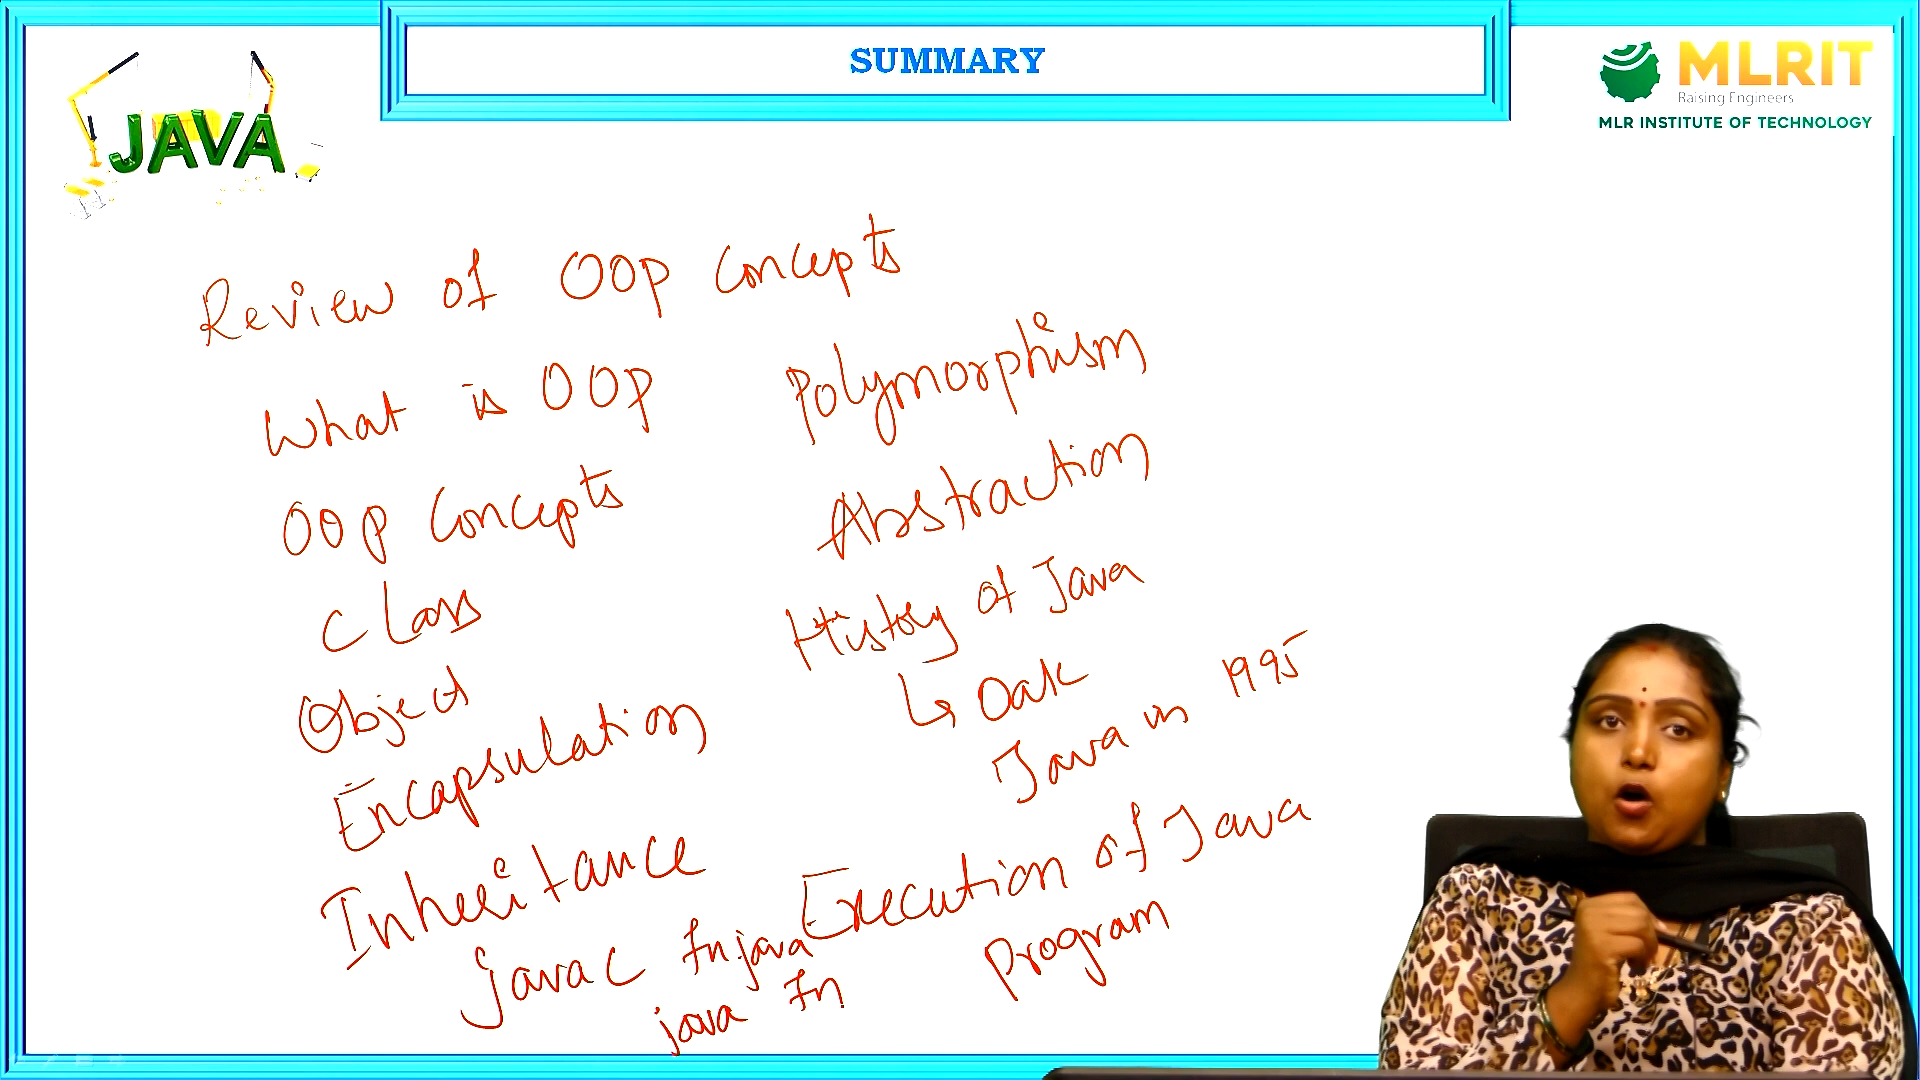 SUMMARY
JAVA
MLRIT
Raising Engineers
MLR INSTITUTE OF TECHNOLOGY
Review of OOP Concepts
What is OOP
OOP Concepts
Class
Object
Encapsulation
Inheritance
Polymorphism
Abstraction
History of Java
↳ Oak
Java in 1995
Execution of Java
Program
javac Fn.java
java Fn